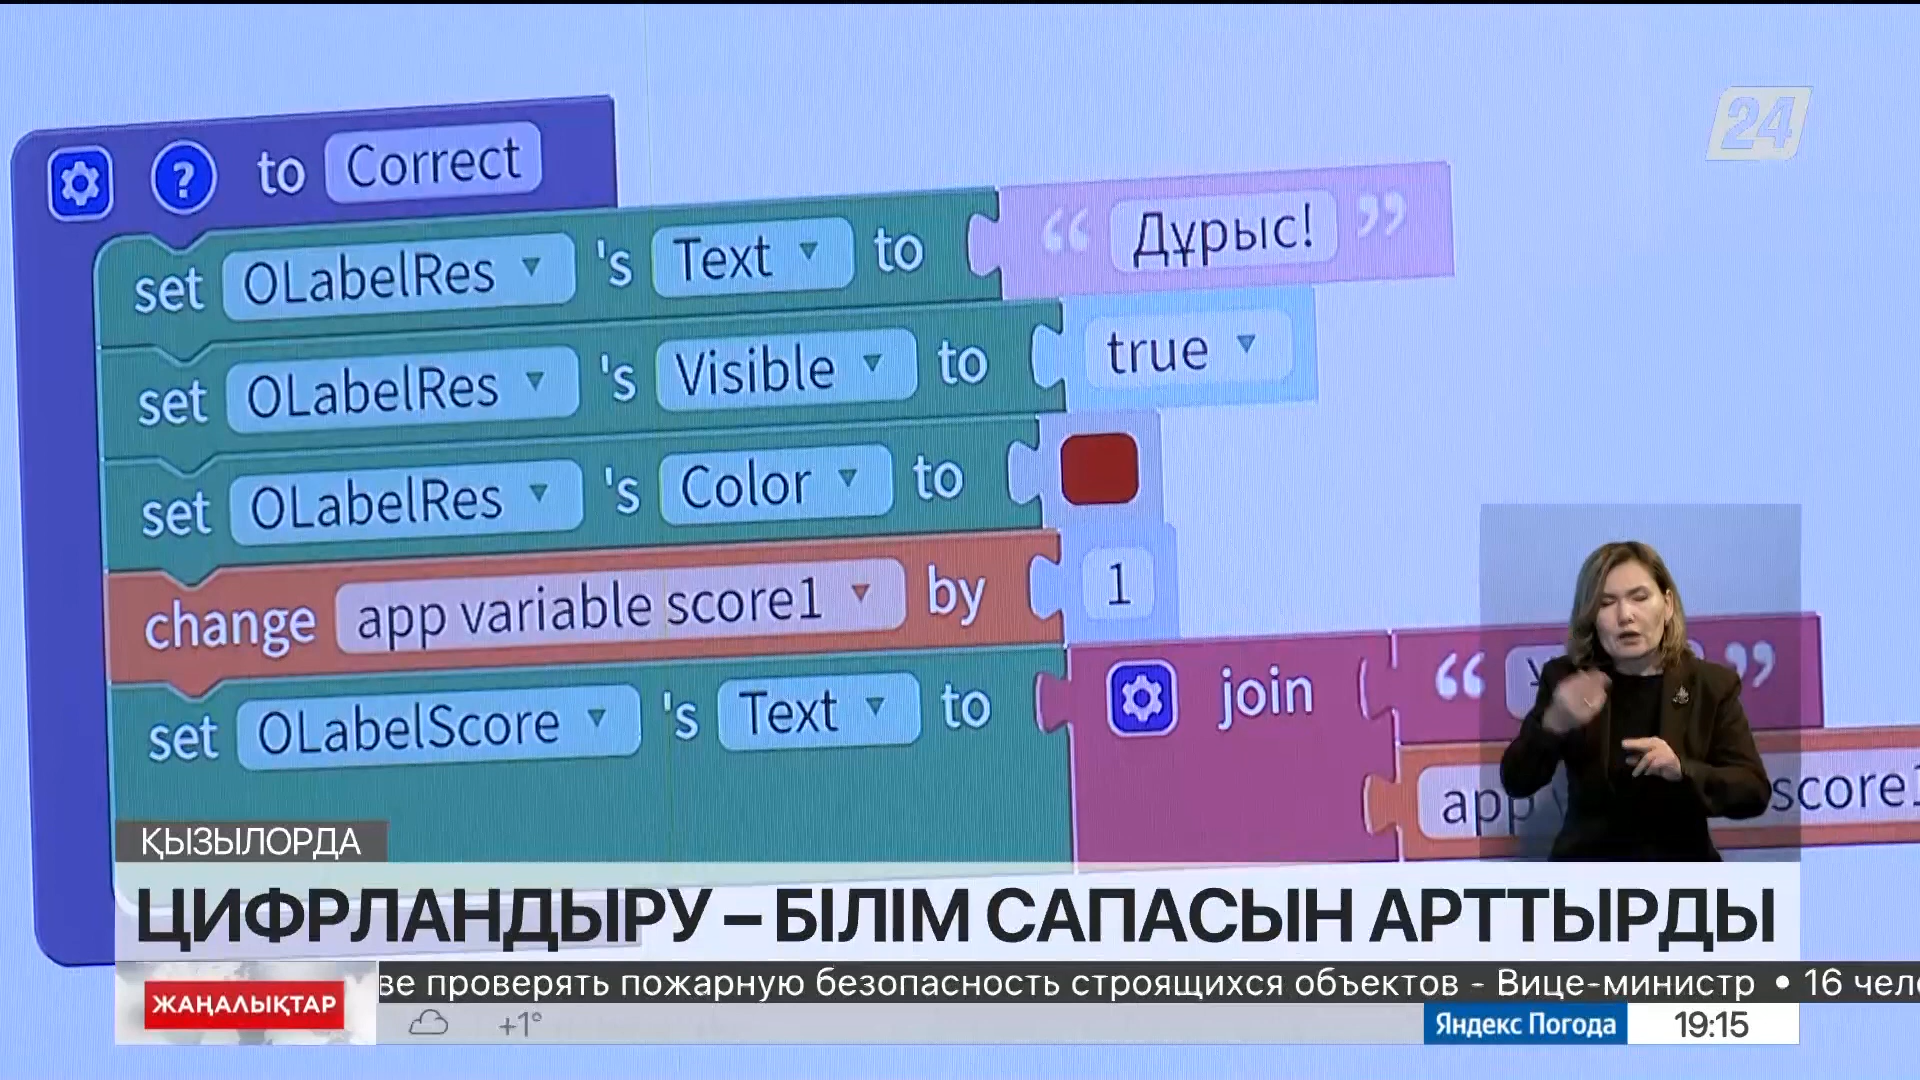 24
to Correct
set OLabelRes 's Text to “ Дұрыс! ”
set OLabelRes 's Visible to true
set OLabelRes 's Color to
change app variable score1 by 1
set OLabelScore 's Text to join “ ”
app score1
ҚЫЗЫЛОРДА
ЦИФРЛАНДЫРУ – БІЛІМ САПАСЫН АРТТЫРДЫ
ЖАҢАЛЫҚТАР
ве проверять пожарную безопасность строящихся объектов - Вице-министр • 16 чел
+1°
Яндекс Погода
19:15